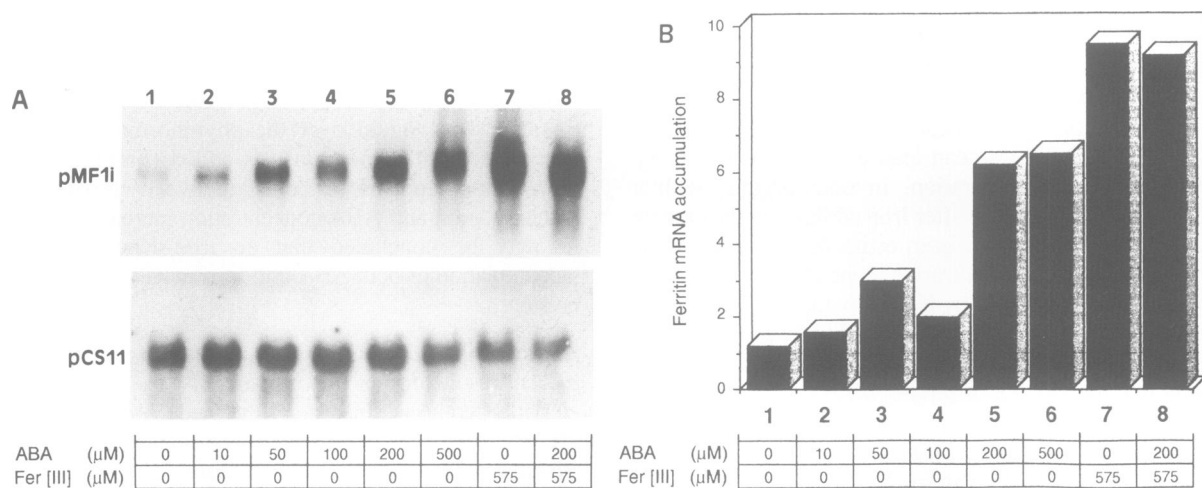 A
1 2 3 4 5 6 7 8
pMF1i
pCS11
ABA (μM) 0 10 50 100 200 500 0 200
Fer [III] (μM) 0 0 0 0 0 0 575 575
B
Ferritin mRNA accumulation
10
8
6
4
2
0
1 2 3 4 5 6 7 8
ABA (μM) 0 10 50 100 200 500 0 200
Fer [III] (μM) 0 0 0 0 0 0 575 575